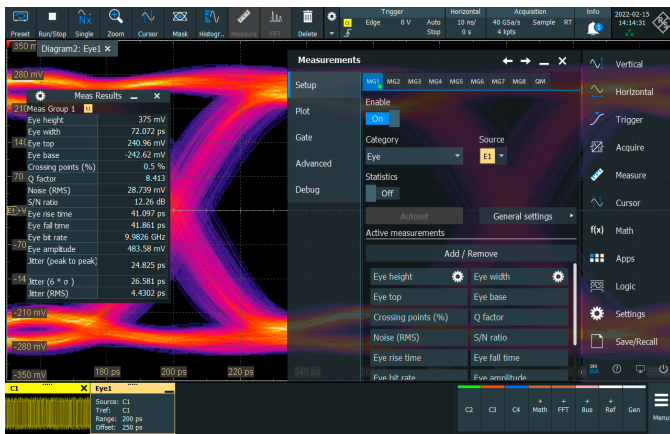 Trigger Horizontal Acquisition Info 2022-02-15
Edge 0 V Auto 10 ns/ 40 GSa/s Sample RT 14:14:31
Preset Run/Stop Single Zoom Cursor Mask Histogr... Measure FFT Delete Stop 0 s 4 kpts
350 m Diagram2: Eye1 ×
280 mV
Meas Results
210 Meas Group 1 E1
Eye height 375 mV
Eye width 72.072 ps
140 Eye top 240.96 mV
Eye base -242.62 mV
Crossing points (%) 0.5 %
70 Q factor 8.413
Noise (RMS) 28.739 mV
S/N ratio 12.26 dB
Eye rise time 41.097 ps
Eye fall time 41.861 ps
Eye bit rate 9.9826 GHz
-70 Eye amplitude 483.58 mV
Jitter (peak to peak) 24.825 ps
-14 Jitter (6 * σ ) 26.581 ps
Jitter (RMS) 4.4302 ps
-210 mV
-280 mV
-350 mV 180 ps 200 ps 220 ps 240 ps
Measurements
Setup
Plot
Gate
Advanced
Debug
MG1 MG2 MG3 MG4 MG5 MG6 MG7 MG8 QM
Enable
On
Category Source
Eye E1
Statistics
Off
Autoset General settings
Active measurements
Add / Remove
Eye height Eye width
Eye top Eye base
Crossing points (%) Q factor
Noise (RMS) S/N ratio
Eye rise time Eye fall time
Eye bit rate Eye amplitude
Vertical
Horizontal
Trigger
Acquire
Measure
Cursor
f(x) Math
Apps
Logic
Settings
Save/Recall
C1
Eye1
Source: C1
Tref: C1
Range: 200 ps
Offset: 250 ps
C2 C3 C4 + Math + FFT + Bus + Ref Gen Menu